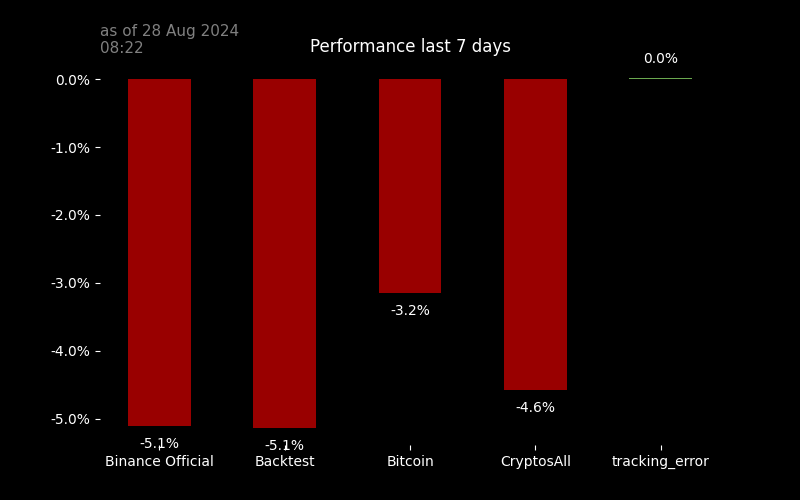 as of 28 Aug 2024
08:22
Performance last 7 days
0.0%
0.0%
-1.0%
-2.0%
-3.0%
-4.0%
-5.0%
-3.2%
-4.6%
-5.1%
-5.1%
Binance Official
Backtest
Bitcoin
CryptosAll
tracking_error